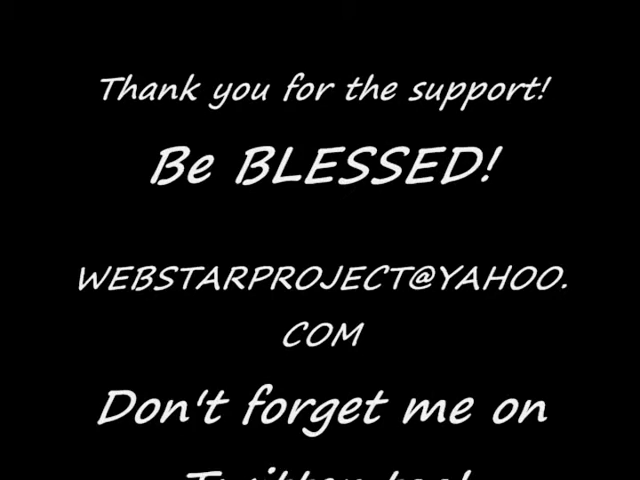 Thank you for the support!
Be BLESSED!
WEBSTARPROJECT@YAHOO.
COM
Don't forget me on